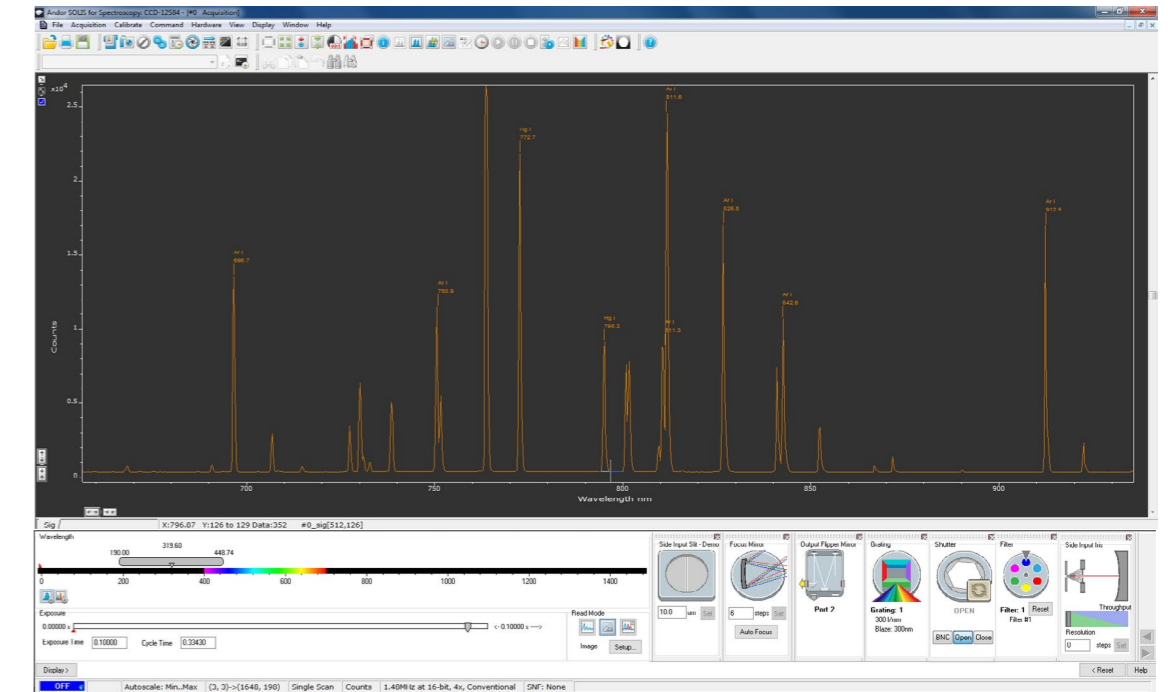 Andor SOLIS for Spectroscopy: CCD-12584 - [#0 Acquisition]
File Acquisition Calibrate Command Hardware View Display Window Help
x10⁴
2.5
2
1.5
1
0.5
0
Counts
Ar I
696.7
Ar I
750.9
Hg I
772.7
Hg I
796.2
Ar I
811.6
Ar I
811.3
Ar I
826.8
Ar I
842.6
Ar I
912.4
700 750 800 850 900
Wavelength nm
Sig X:796.07 Y:126 to 129 Data:352 #0_sig[512,126]
Wavelength
319.60
190.00 448.74
0 200 400 600 800 1000 1200 1400
Exposure
0.00000 s <- 0.10000 s --->
Exposure Time 0.10000 Cycle Time 0.33430
Read Mode
Image Setup...
Side Input Slit - Demo
10.0 um Set
Focus Mirror
6 steps Set
Auto Focus
Output Flipper Mirror
Port 2
Grating
Grating: 1
300 l/mm
Blaze: 300nm
Shutter
OPEN
BNC Open Close
Filter
Filter: 1 Reset
Filter #1
Side Input Iris
Throughput
Resolution
0 steps Set
Display > < Reset Help
OFF Autoscale: Min..Max (3, 3)->(1648, 198) Single Scan Counts 1.48MHz at 16-bit, 4x, Conventional SNF: None